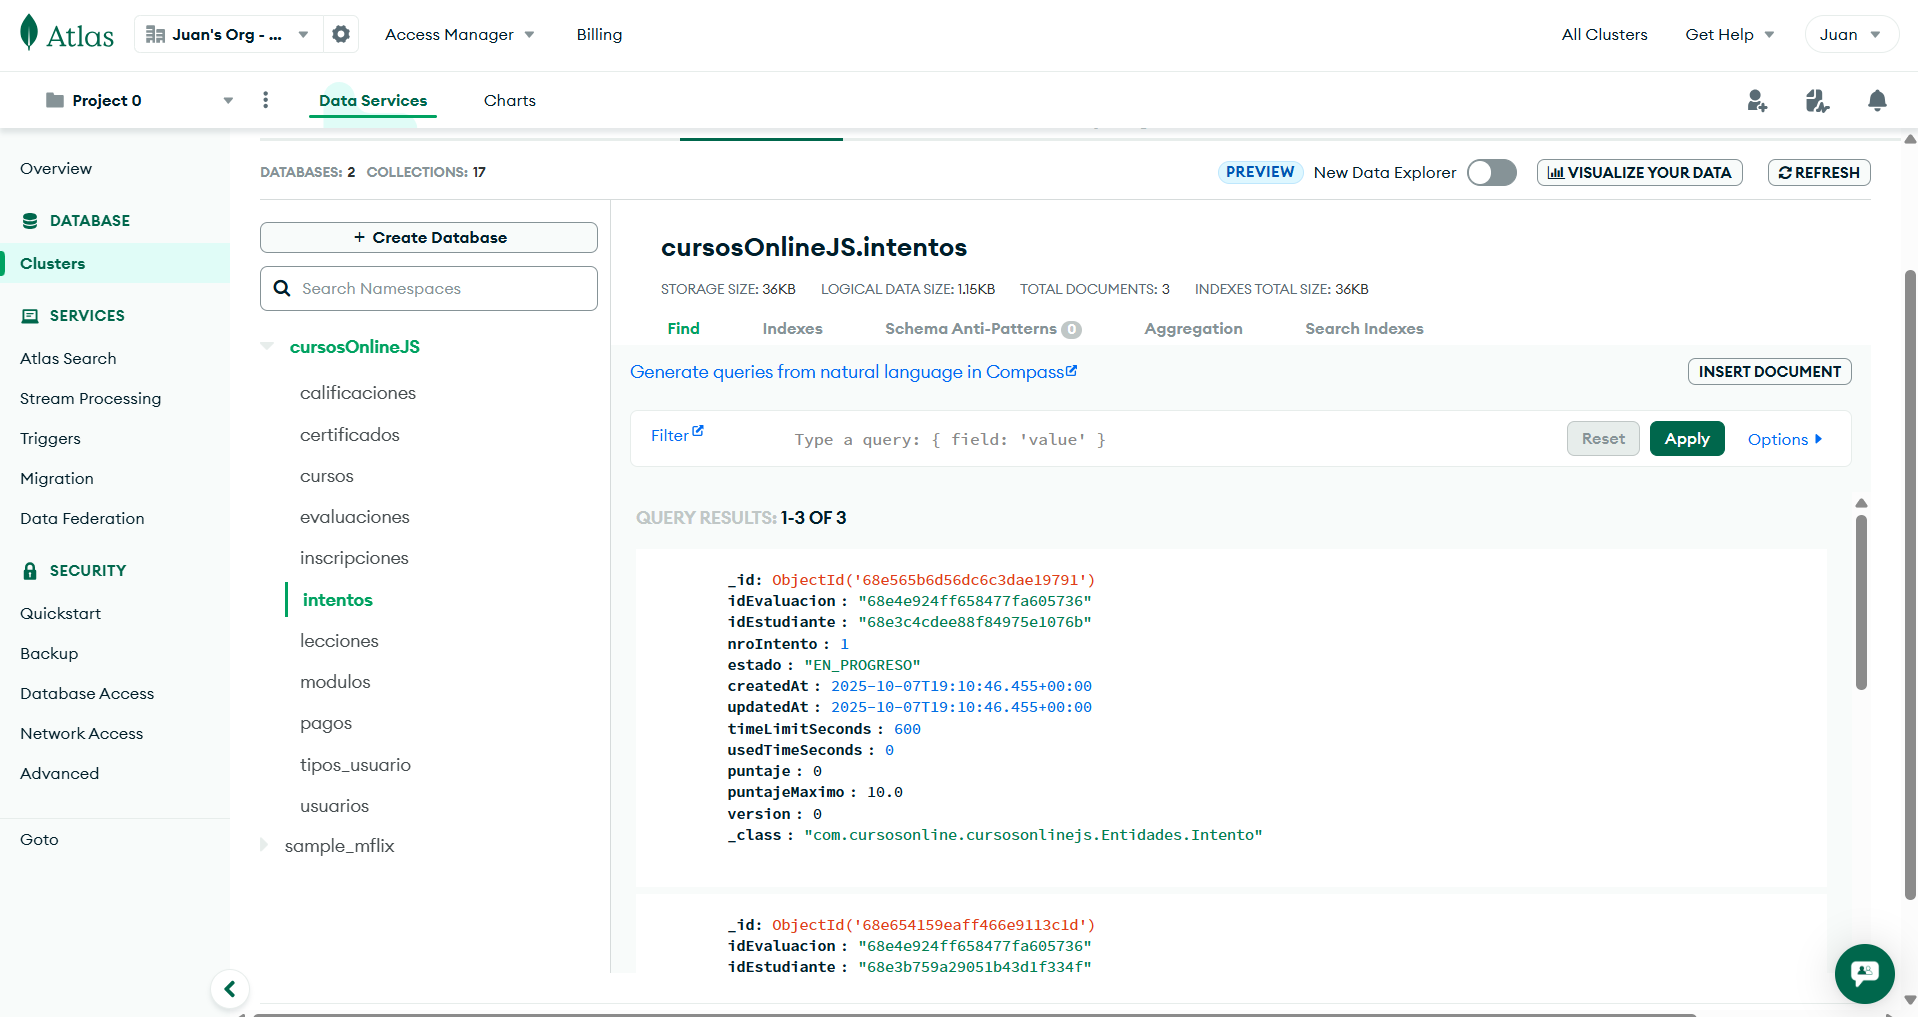 Atlas
Juan's Org - ...
Access Manager
Billing
All Clusters
Get Help
Juan
Project 0
Data Services
Charts
Overview
DATABASE
Clusters
SERVICES
Atlas Search
Stream Processing
Triggers
Migration
Data Federation
SECURITY
Quickstart
Backup
Database Access
Network Access
Advanced
Goto
DATABASES: 2 COLLECTIONS: 17
PREVIEW New Data Explorer
VISUALIZE YOUR DATA
REFRESH
+ Create Database
Search Namespaces
cursosOnlineJS
calificaciones
certificados
cursos
evaluaciones
inscripciones
intentos
lecciones
modulos
pagos
tipos_usuario
usuarios
sample_mflix
cursosOnlineJS.intentos
STORAGE SIZE: 36KB LOGICAL DATA SIZE: 1.15KB TOTAL DOCUMENTS: 3 INDEXES TOTAL SIZE: 36KB
Find Indexes Schema Anti-Patterns 0 Aggregation Search Indexes
Generate queries from natural language in Compass
INSERT DOCUMENT
Filter
Type a query: { field: 'value' }
Reset
Apply
Options
QUERY RESULTS: 1-3 OF 3
_id: ObjectId('68e565b6d56dc6c3dae19791')
idEvaluacion : "68e4e924ff658477fa605736"
idEstudiante : "68e3c4cdee88f84975e1076b"
nroIntento : 1
estado : "EN_PROGRESO"
createdAt : 2025-10-07T19:10:46.455+00:00
updatedAt : 2025-10-07T19:10:46.455+00:00
timeLimitSeconds : 600
usedTimeSeconds : 0
puntaje : 0
puntajeMaximo : 10.0
version : 0
_class : "com.cursosonline.cursosonlinejs.Entidades.Intento"
_id: ObjectId('68e654159eaff466e9113c1d')
idEvaluacion : "68e4e924ff658477fa605736"
idEstudiante : "68e3b759a29051b43d1f334f"